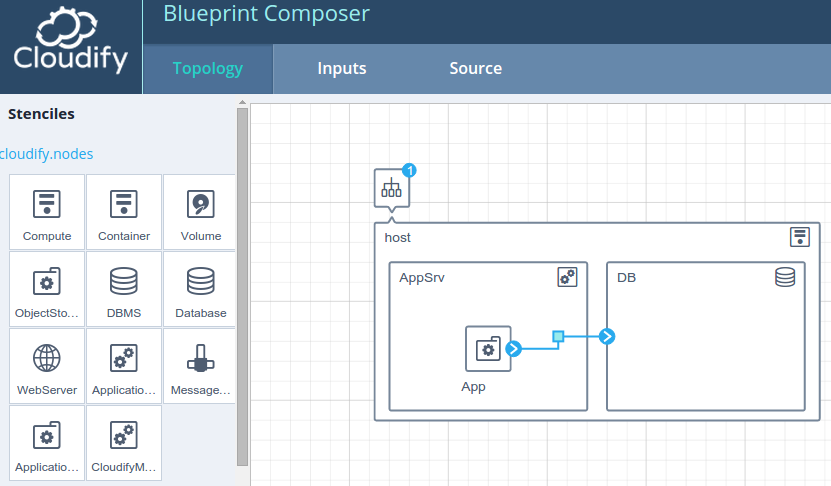 Cloudify
Blueprint Composer
Topology
Inputs
Source
Stenciles
cloudify.nodes
Compute
Container
Volume
ObjectSto...
DBMS
Database
WebServer
Applicatio...
Message...
Applicatio...
CloudifyM...
1
host
AppSrv
DB
App